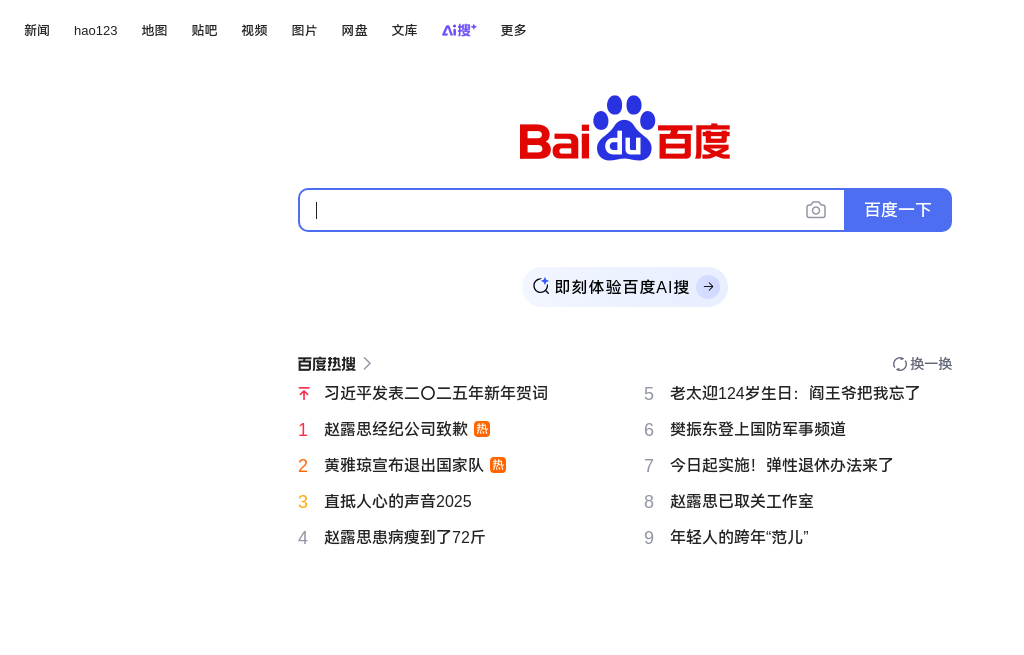 新闻 hao123 地图 贴吧 视频 图片 网盘 文库 Ai搜+ 更多
Bai du 百度
百度一下
即刻体验百度AI搜
百度热搜 换一换
习近平发表二〇二五年新年贺词
1 赵露思经纪公司致歉 热
2 黄雅琼宣布退出国家队 热
3 直抵人心的声音2025
4 赵露思患病瘦到了72斤
5 老太迎124岁生日：阎王爷把我忘了
6 樊振东登上国防军事频道
7 今日起实施！弹性退休办法来了
8 赵露思已取关工作室
9 年轻人的跨年“范儿”